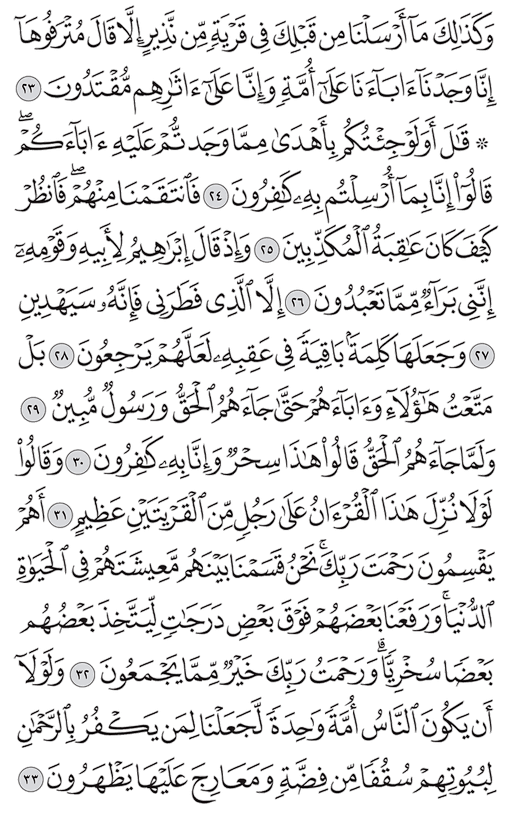 وَكَذَٰلِكَ مَآ أَرۡسَلۡنَا مِن قَبۡلِكَ فِي قَرۡيَةٖ مِّن نَّذِيرٍ إِلَّا قَالَ مُتۡرَفُوهَآ
إِنَّا وَجَدۡنَآ ءَابَآءَنَا عَلَىٰٓ أُمَّةٖ وَإِنَّا عَلَىٰٓ ءَاثَٰرِهِم مُّقۡتَدُونَ ٢٣
۞ قَٰلَ أَوَلَوۡ جِئۡتُكُم بِأَهۡدَىٰ مِمَّا وَجَدتُّمۡ عَلَيۡهِ ءَابَآءَكُمۡۖ
قَالُوٓاْ إِنَّا بِمَآ أُرۡسِلۡتُم بِهِۦ كَٰفِرُونَ ٢٤ فَٱنتَقَمۡنَا مِنۡهُمۡۖ فَٱنظُرۡ
كَيۡفَ كَانَ عَٰقِبَةُ ٱلۡمُكَذِّبِينَ ٢٥ وَإِذۡ قَالَ إِبۡرَٰهِيمُ لِأَبِيهِ وَقَوۡمِهِۦٓ
إِنَّنِي بَرَآءٞ مِّمَّا تَعۡبُدُونَ ٢٦ إِلَّا ٱلَّذِي فَطَرَنِي فَإِنَّهُۥ سَيَهۡدِينِ
٢٧ وَجَعَلَهَا كَلِمَةَۢ بَاقِيَةٗ فِي عَقِبِهِۦ لَعَلَّهُمۡ يَرۡجِعُونَ ٢٨ بَلۡ
مَتَّعۡتُ هَٰٓؤُلَآءِ وَءَابَآءَهُمۡ حَتَّىٰ جَآءَهُمُ ٱلۡحَقُّ وَرَسُولٞ مُّبِينٞ ٢٩
وَلَمَّا جَآءَهُمُ ٱلۡحَقُّ قَالُواْ هَٰذَا سِحۡرٞ وَإِنَّا بِهِۦ كَٰفِرُونَ ٣٠ وَقَالُواْ
لَوۡلَا نُزِّلَ هَٰذَا ٱلۡقُرۡءَانُ عَلَىٰ رَجُلٖ مِّنَ ٱلۡقَرۡيَتَيۡنِ عَظِيمٍ ٣١ أَهُمۡ
يَقۡسِمُونَ رَحۡمَتَ رَبِّكَۚ نَحۡنُ قَسَمۡنَا بَيۡنَهُم مَّعِيشَتَهُمۡ فِي ٱلۡحَيَوٰةِ
ٱلدُّنۡيَاۚ وَرَفَعۡنَا بَعۡضَهُمۡ فَوۡقَ بَعۡضٖ دَرَجَٰتٖ لِّيَتَّخِذَ بَعۡضُهُم
بَعۡضٗا سُخۡرِيّٗاۗ وَرَحۡمَتُ رَبِّكَ خَيۡرٞ مِّمَّا يَجۡمَعُونَ ٣٢ وَلَوۡلَآ
أَن يَكُونَ ٱلنَّاسُ أُمَّةٗ وَٰحِدَةٗ لَّجَعَلۡنَا لِمَن يَكۡفُرُ بِٱلرَّحۡمَٰنِ
لِبُيُوتِهِمۡ سُقُفٗا مِّن فِضَّةٖ وَمَعَارِجَ عَلَيۡهَا يَظۡهَرُونَ ٣٣